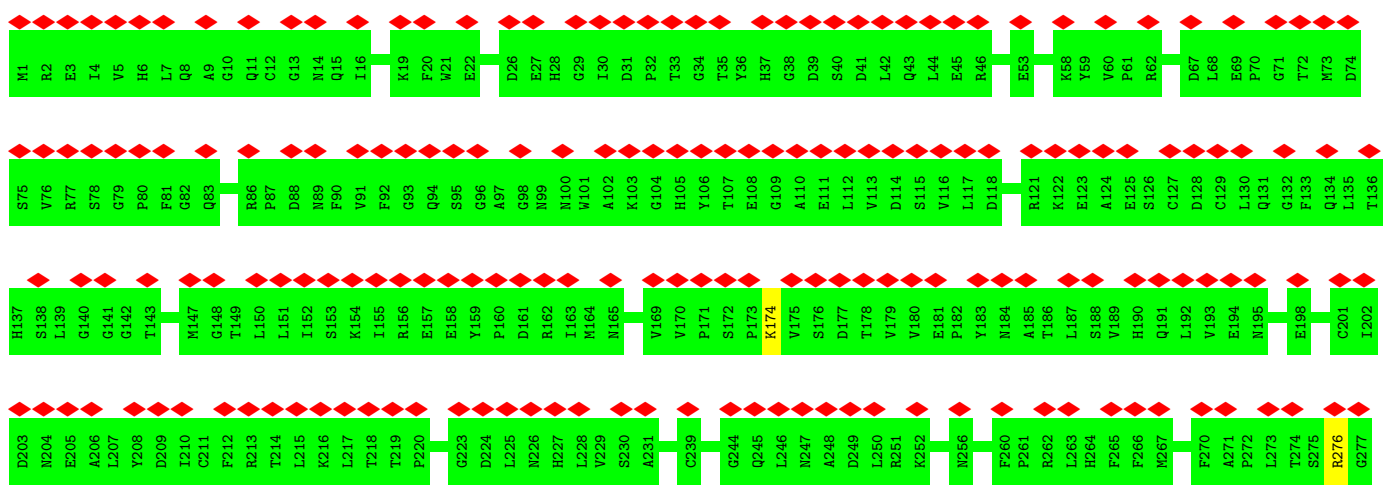 M1 R2 E3 I4 V5 H6 L7 Q8 A9 G10 Q11 C12 G13 N14 Q15 I16 K19 F20 W21 E22 D26 E27 H28 G29 I30 D31 P32 T33 G34 T35 Y36 H37 G38 D39 S40 D41 L42 Q43 L44 E45 R46 E53 K58 Y59 V60 P61 R62 D67 L68 E69 P70 G71 T72 M73 D74
S75 V76 R77 S78 G79 P80 F81 G82 Q83 R86 P87 D88 N89 F90 V91 F92 G93 Q94 S95 G96 A97 G98 N99 N100 W101 A102 K103 G104 H105 Y106 T107 E108 G109 A110 E111 L112 V113 D114 S115 V116 L117 D118 R121 K122 E123 A124 E125 S126 C127 D128 C129 L130 Q131 G132 F133 Q134 L135 T136
H137 S138 L139 G140 G141 G142 T143 M147 G148 T149 L150 L151 I152 S153 K154 I155 R156 E157 E158 Y159 P160 D161 R162 I163 M164 N165 V169 V170 P171 S172 P173 K174 V175 S176 D177 T178 V179 V180 E181 P182 Y183 N184 A185 T186 L187 S188 V189 H190 Q191 L192 V193 E194 N195 E198 C201 I202
D203 N204 E205 A206 L207 Y208 D209 I210 C211 F212 R213 T214 L215 K216 L217 T218 T219 P220 G223 D224 L225 N226 H227 L228 V229 S230 A231 C239 G244 Q245 L246 N247 A248 D249 L250 R251 K252 N256 F260 P261 R262 L263 H264 F265 F266 M267 F270 A271 P272 L273 T274 S275 R276 G277